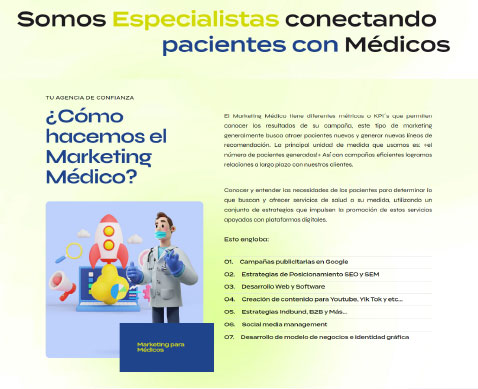 Somos Especialistas conectando
pacientes con Médicos
TU AGENCIA DE CONFIANZA
¿Cómo
hacemos el
Marketing
Médico?
El Marketing Médico tiene diferentes métricas o KPI´s que permiten
conocer los resultados de su campaña, este tipo de marketing
generalmente busca atraer pacientes nuevos y generar nuevas líneas de
recomendación. La principal unidad de medida que usamos es: «el
número de pacientes generados» Así con campañas eficientes logramos
relaciones a largo plazo con nuestros clientes.
Conocer y entender las necesidades de los pacientes para determinar lo
que buscan y ofrecer servicios de salud a su medida, utilizando un
conjunto de estrategias que impulsen la promoción de estos servicios
apoyados con plataformas digitales.
Esto engloba:
01. Campañas publicitarias en Google
02. Estrategias de Posicionamiento SEO y SEM
03. Desarrollo Web y Software
04. Creación de contenido para Youtube, Yik Tok y etc...
05. Estrategias Indbund, B2B y Más...
06. Social media management
07. Desarrollo de modelo de negocios e identidad gráfica
Marketing para
Médicos